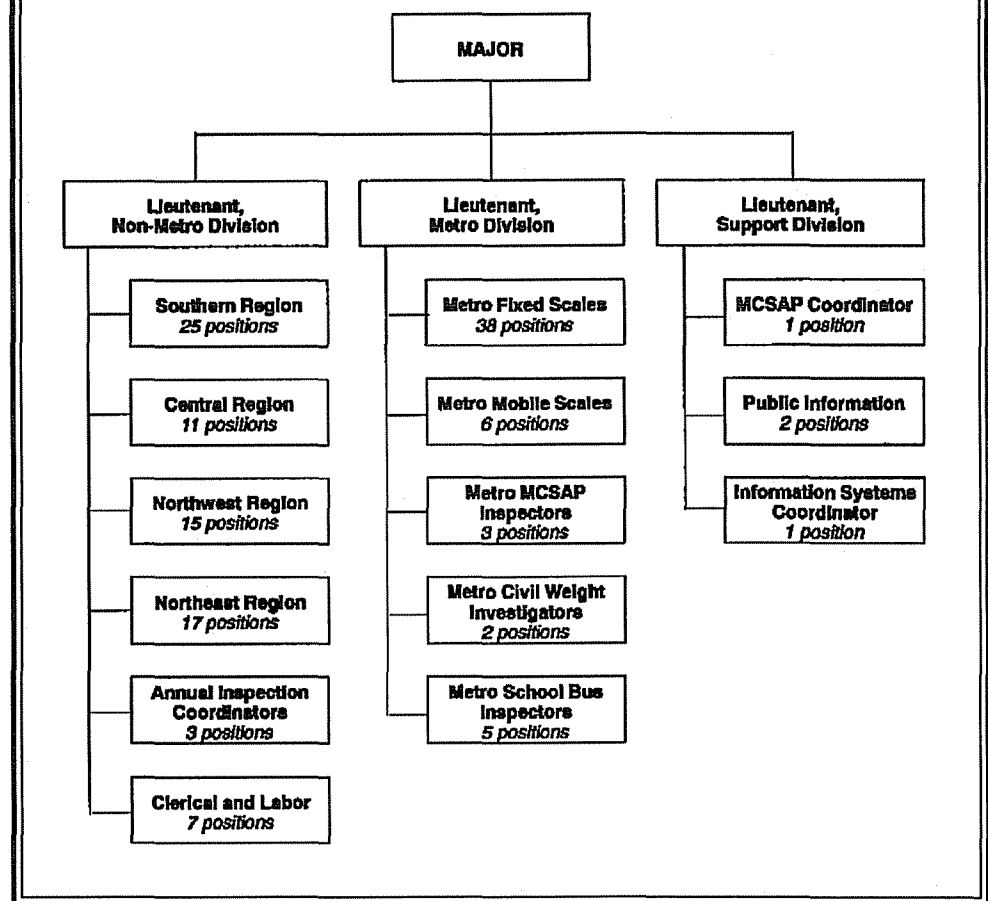 MAJOR
Lieutenant,
Non-Metro Division
Southern Region
25 positions
Central Region
11 positions
Northwest Region
15 positions
Northeast Region
17 positions
Annual Inspection
Coordinators
3 positions
Clerical and Labor
7 positions
Lieutenant,
Metro Division
Metro Fixed Scales
38 positions
Metro Mobile Scales
6 positions
Metro MCSAP
Inspectors
3 positions
Metro Civil Weight
Investigators
2 positions
Metro School Bus
Inspectors
5 positions
Lieutenant,
Support Division
MCSAP Coordinator
1 position
Public Information
2 positions
Information Systems
Coordinator
1 position